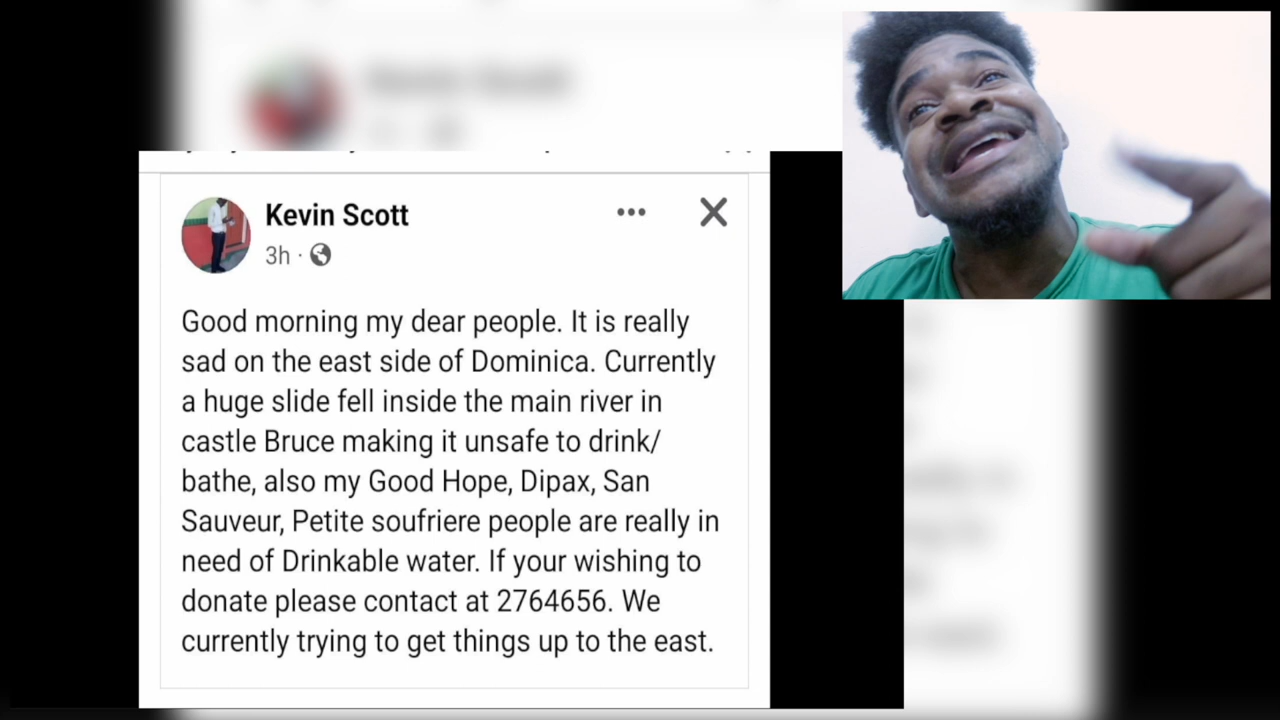 Kevin Scott
3h ·
Good morning my dear people. It is really
sad on the east side of Dominica. Currently
a huge slide fell inside the main river in
castle Bruce making it unsafe to drink/
bathe, also my Good Hope, Dipax, San
Sauveur, Petite soufriere people are really in
need of Drinkable water. If your wishing to
donate please contact at 2764656. We
currently trying to get things up to the east.